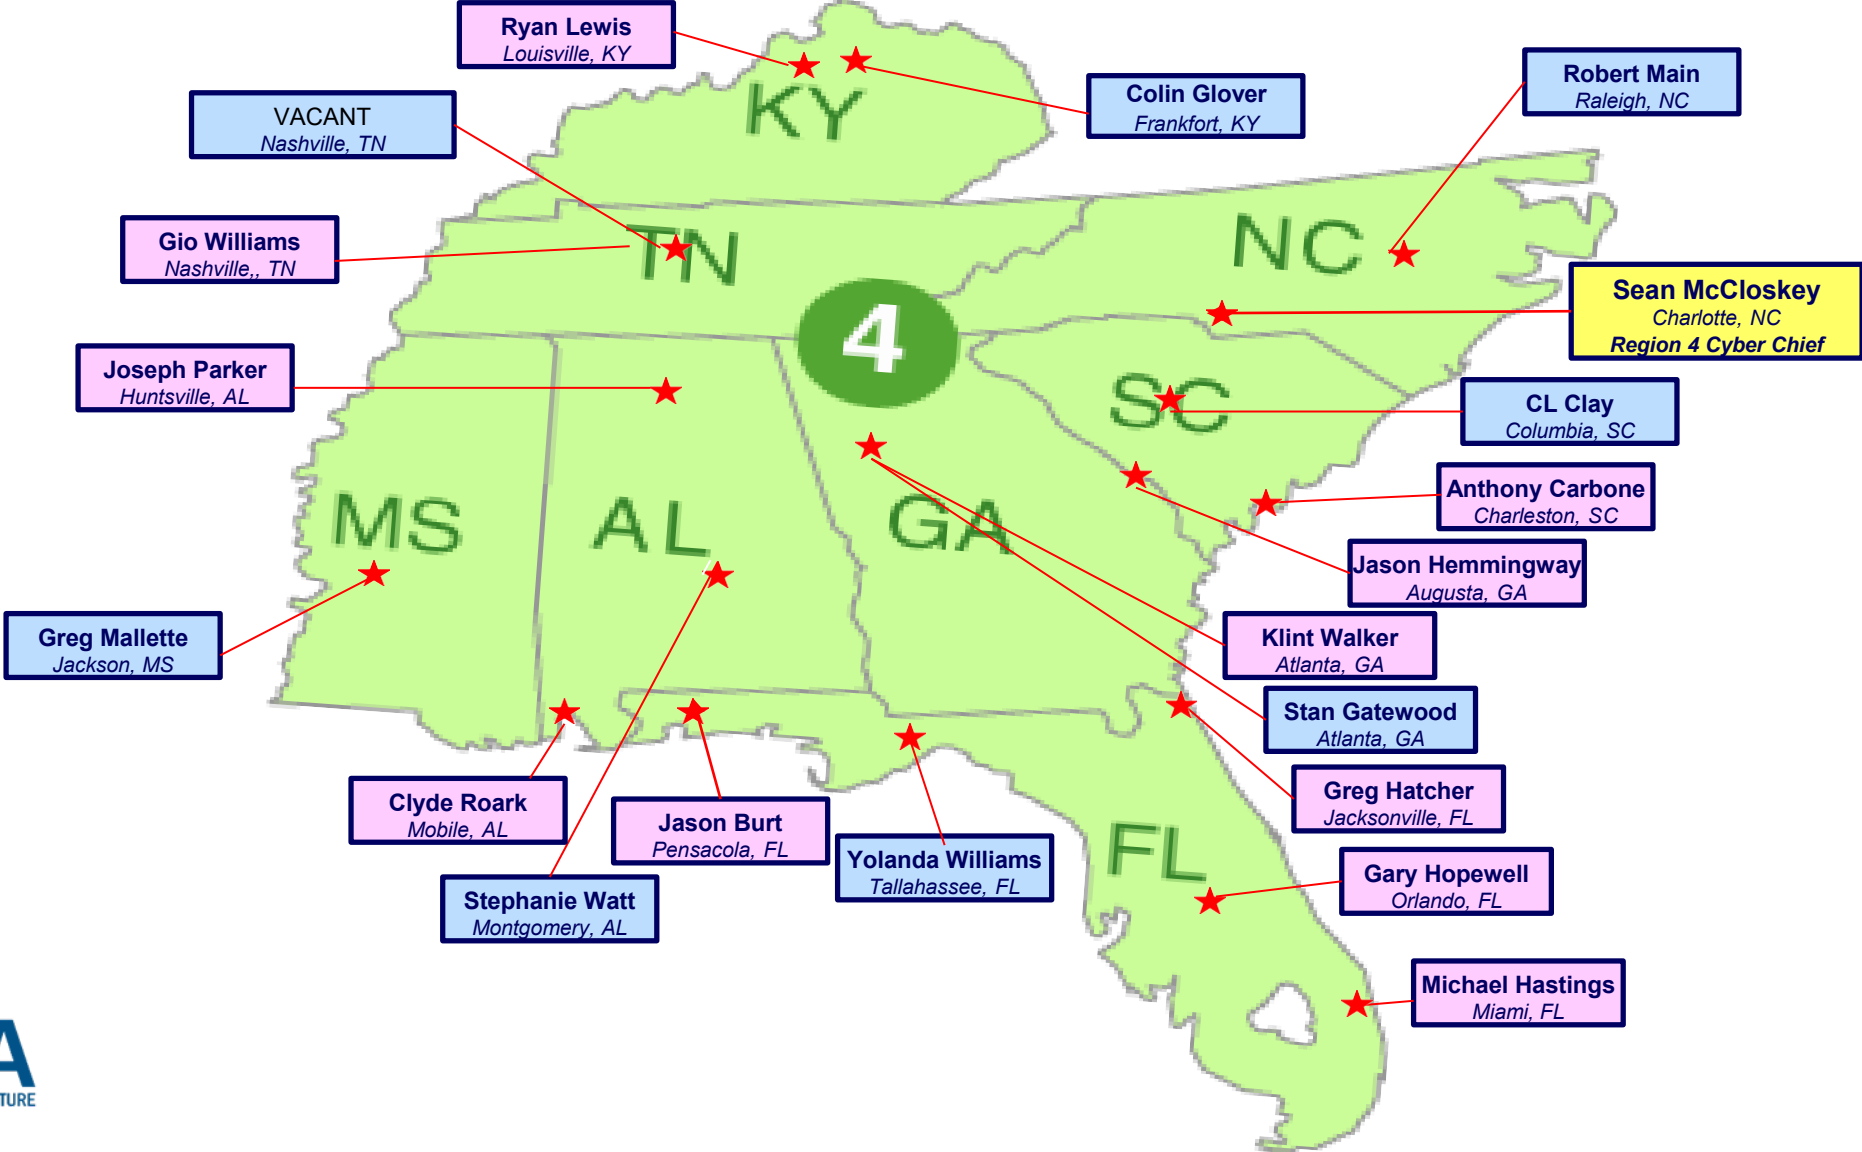 Ryan Lewis
Louisville, KY
Colin Glover
Frankfort, KY
Robert Main
Raleigh, NC
VACANT
Nashville, TN
KY
Gio Williams
Nashville,, TN
TN
NC
Sean McCloskey
Charlotte, NC
Region 4 Cyber Chief
4
Joseph Parker
Huntsville, AL
SC
CL Clay
Columbia, SC
Anthony Carbone
Charleston, SC
MS
AL
GA
Jason Hemmingway
Augusta, GA
Greg Mallette
Jackson, MS
Klint Walker
Atlanta, GA
Stan Gatewood
Atlanta, GA
Clyde Roark
Mobile, AL
Jason Burt
Pensacola, FL
Greg Hatcher
Jacksonville, FL
Yolanda Williams
Tallahassee, FL
FL
Gary Hopewell
Orlando, FL
Stephanie Watt
Montgomery, AL
Michael Hastings
Miami, FL
A
TURE